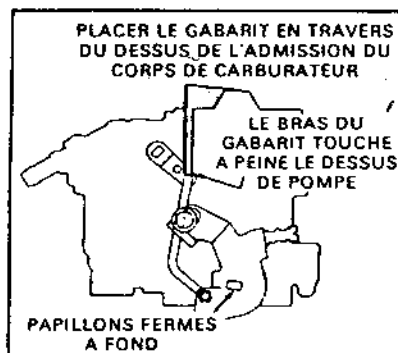 PLACER LE GABARIT EN TRAVERS
DU DESSUS DE L'ADMISSION DU
CORPS DE CARBURATEUR
LE BRAS DU
GABARIT TOUCHE
A PEINE LE DESSUS
DE POMPE
PAPILLONS FERMES
A FOND